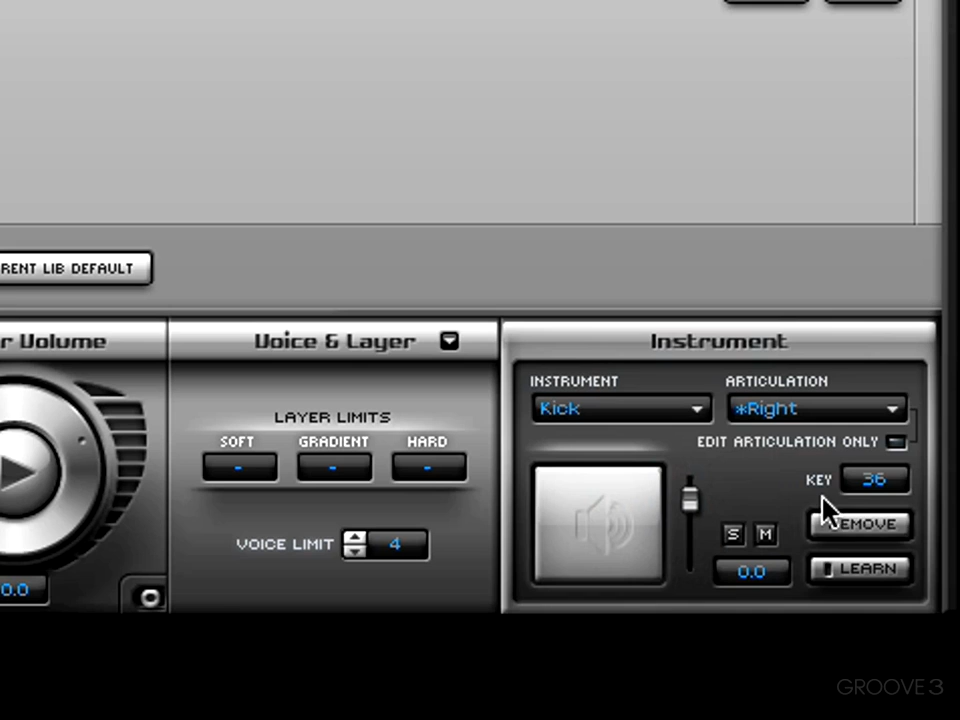 RENT LIB DEFAULT
r Volume
Voice & Layer
Instrument
LAYER LIMITS
SOFT GRADIENT HARD
- - -
VOICE LIMIT 4
0.0
INSTRUMENT ARTICULATION
Kick *Right
EDIT ARTICULATION ONLY
KEY 36
EMOVE
S M
0.0 LEARN
GROOVE3